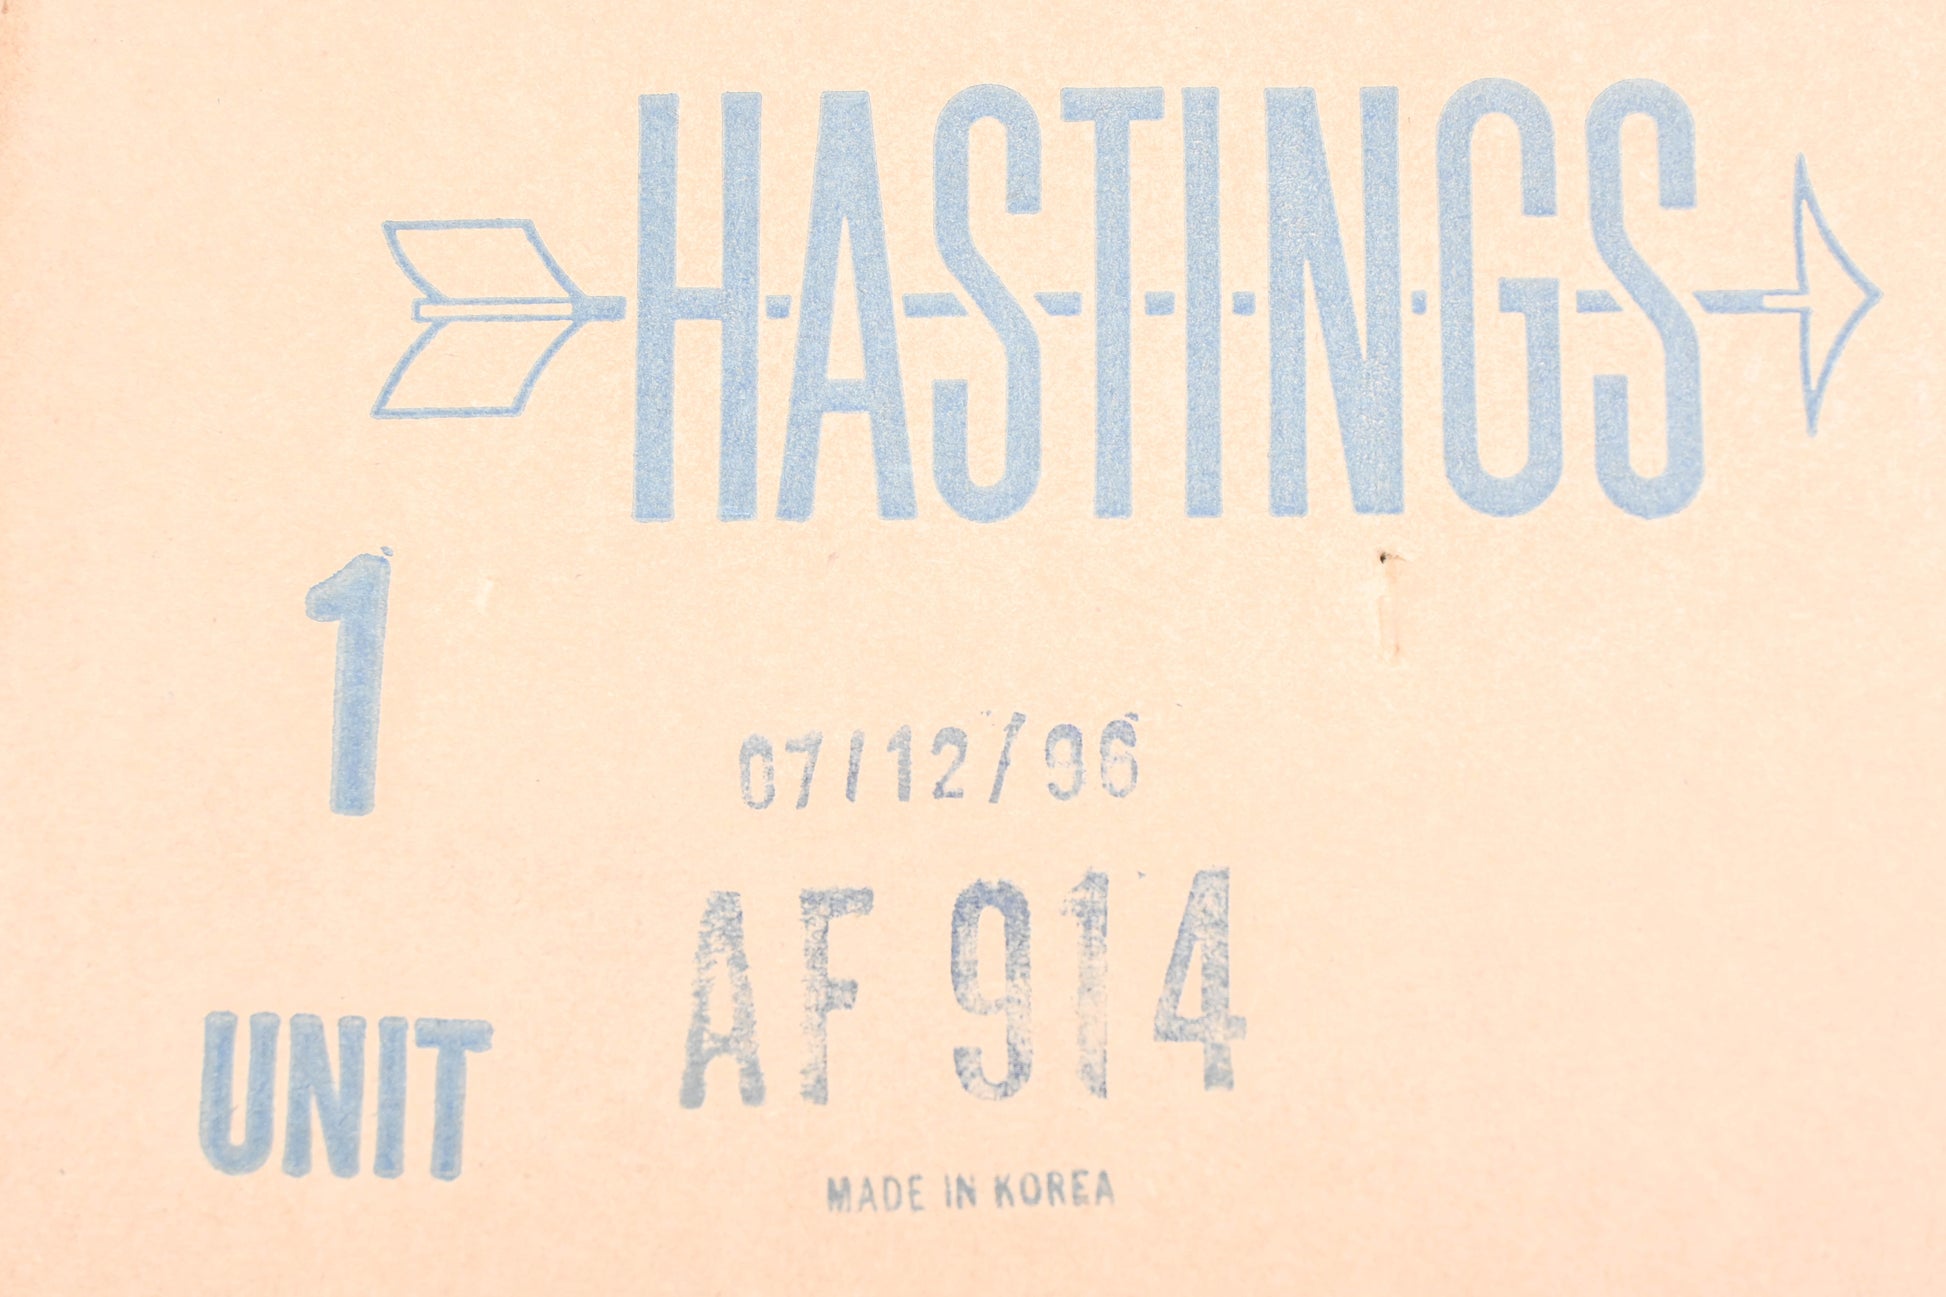 HASTINGS
1
07/12/96
AF 914
UNIT
MADE IN KOREA